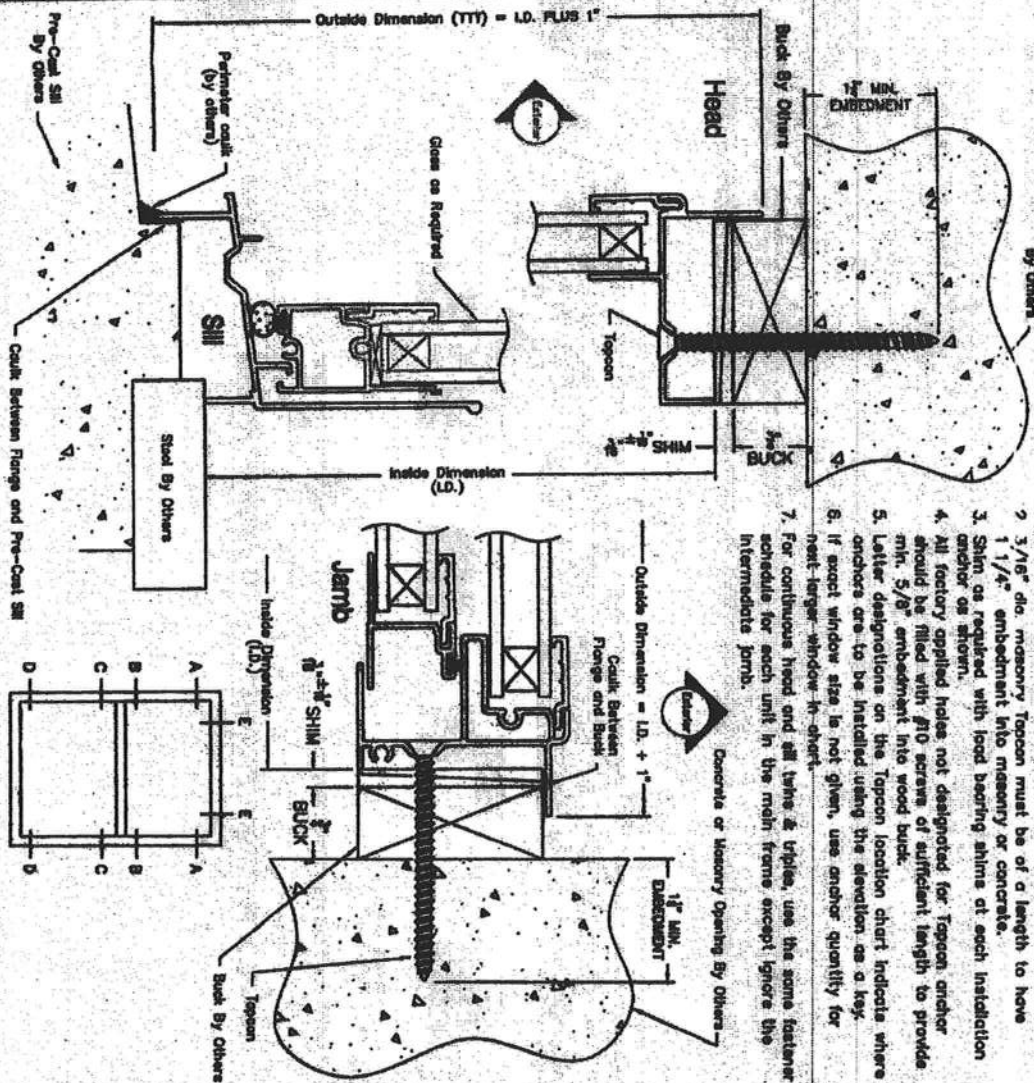 Outside Dimension (TTT) = I.D. PLUS 1"
Pre-Cast Sill
By Others
Perimeter caulk
(by others)
Exterior
Glass as Required
Head
Buck By Others
MIN.
EMBEDMENT
By Others
Tapcon
SHIM
BUCK
Sill
Inside Dimension
(I.D.)
Steel By Others
Caulk Between Flange and Pre-Cast Sill
2 3/16" dia. masonry Tapcon must be of a length to have
1 1/4" embedment into masonry or concrete.
3. Shim as required with load bearing shims at each installation
anchor as shown.
4. All factory applied holes not designated for Tapcon anchor
should be filled with #10 screws of sufficient length to provide
min. 5/8" embedment into wood buck.
5. Letter designations on the Tapcon location chart indicate where
anchors are to be installed using the elevation as a key.
6. If exact window size is not given, use anchor quantity for
next larger window in chart.
7. For continuous head and sill twins & triples, use the same fastener
schedule for each unit in the main frame except ignore the
intermediate jamb.
Outside Dimension = I.D. + 1"
Caulk Between
Flange and Buck
Exterior
Concrete or Masonry Opening By Others
Jamb
Inside Dimension
(I.D.)
SHIM
BUCK
MIN.
EMBEDMENT
Tapcon
Buck By Others
A
B
C
D
E
E
A
B
C
D